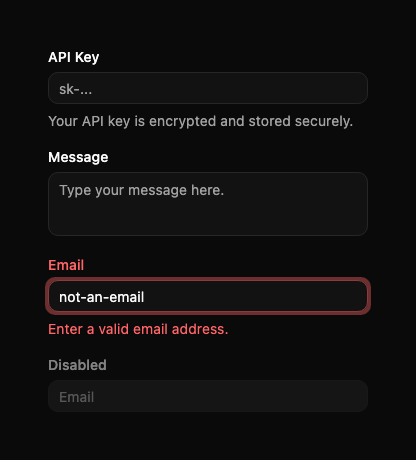 API Key
sk-...
Your API key is encrypted and stored securely.
Message
Type your message here.
Email
not-an-email
Enter a valid email address.
Disabled
Email